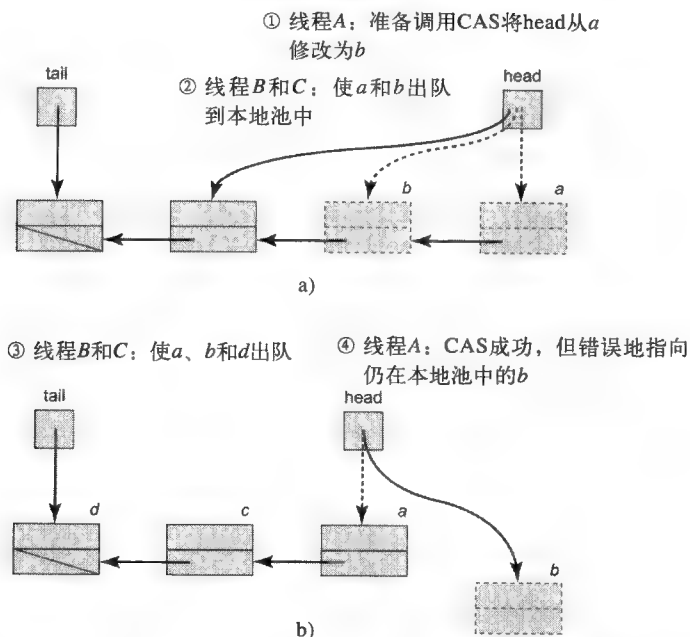 ① 线程A：准备调用CAS将head从a
修改为b
tail
② 线程B和C：使a和b出队
到本地池中
head
b
a
a)
③ 线程B和C：使a、b和d出队
④ 线程A：CAS成功，但错误地指向
仍在本地池中的b
tail
head
d
c
a
b
b)